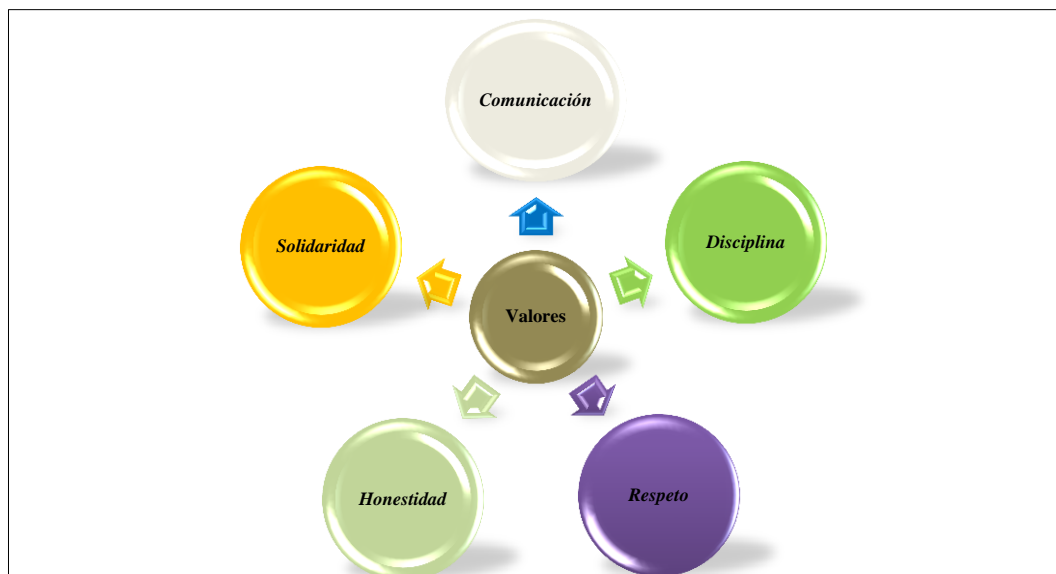 Comunicación
Solidaridad
Disciplina
Valores
Honestidad
Respeto